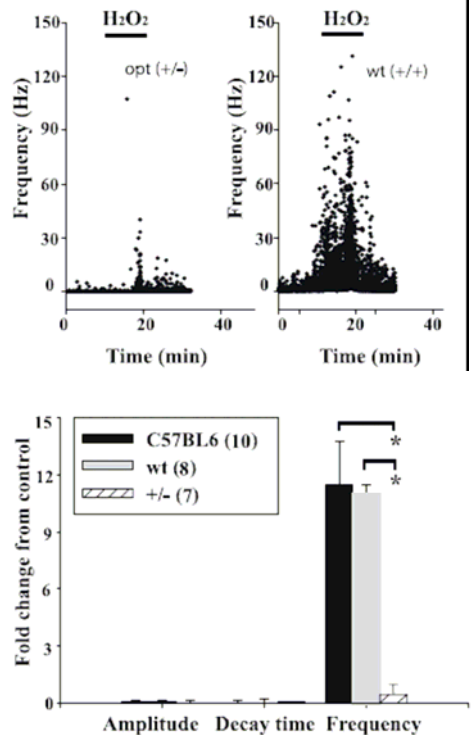 H₂O₂
150
120
90
60
30
0
Frequency (Hz)
opt (+/-)
0
20
40
Time (min)
H₂O₂
150
120
90
60
30
0
Frequency (Hz)
wt (+/+)
0
20
40
Time (min)
15
12
9
6
3
0
Fold change from control
C57BL6 (10)
wt (8)
+/- (7)
*
*
Amplitude Decay time Frequency